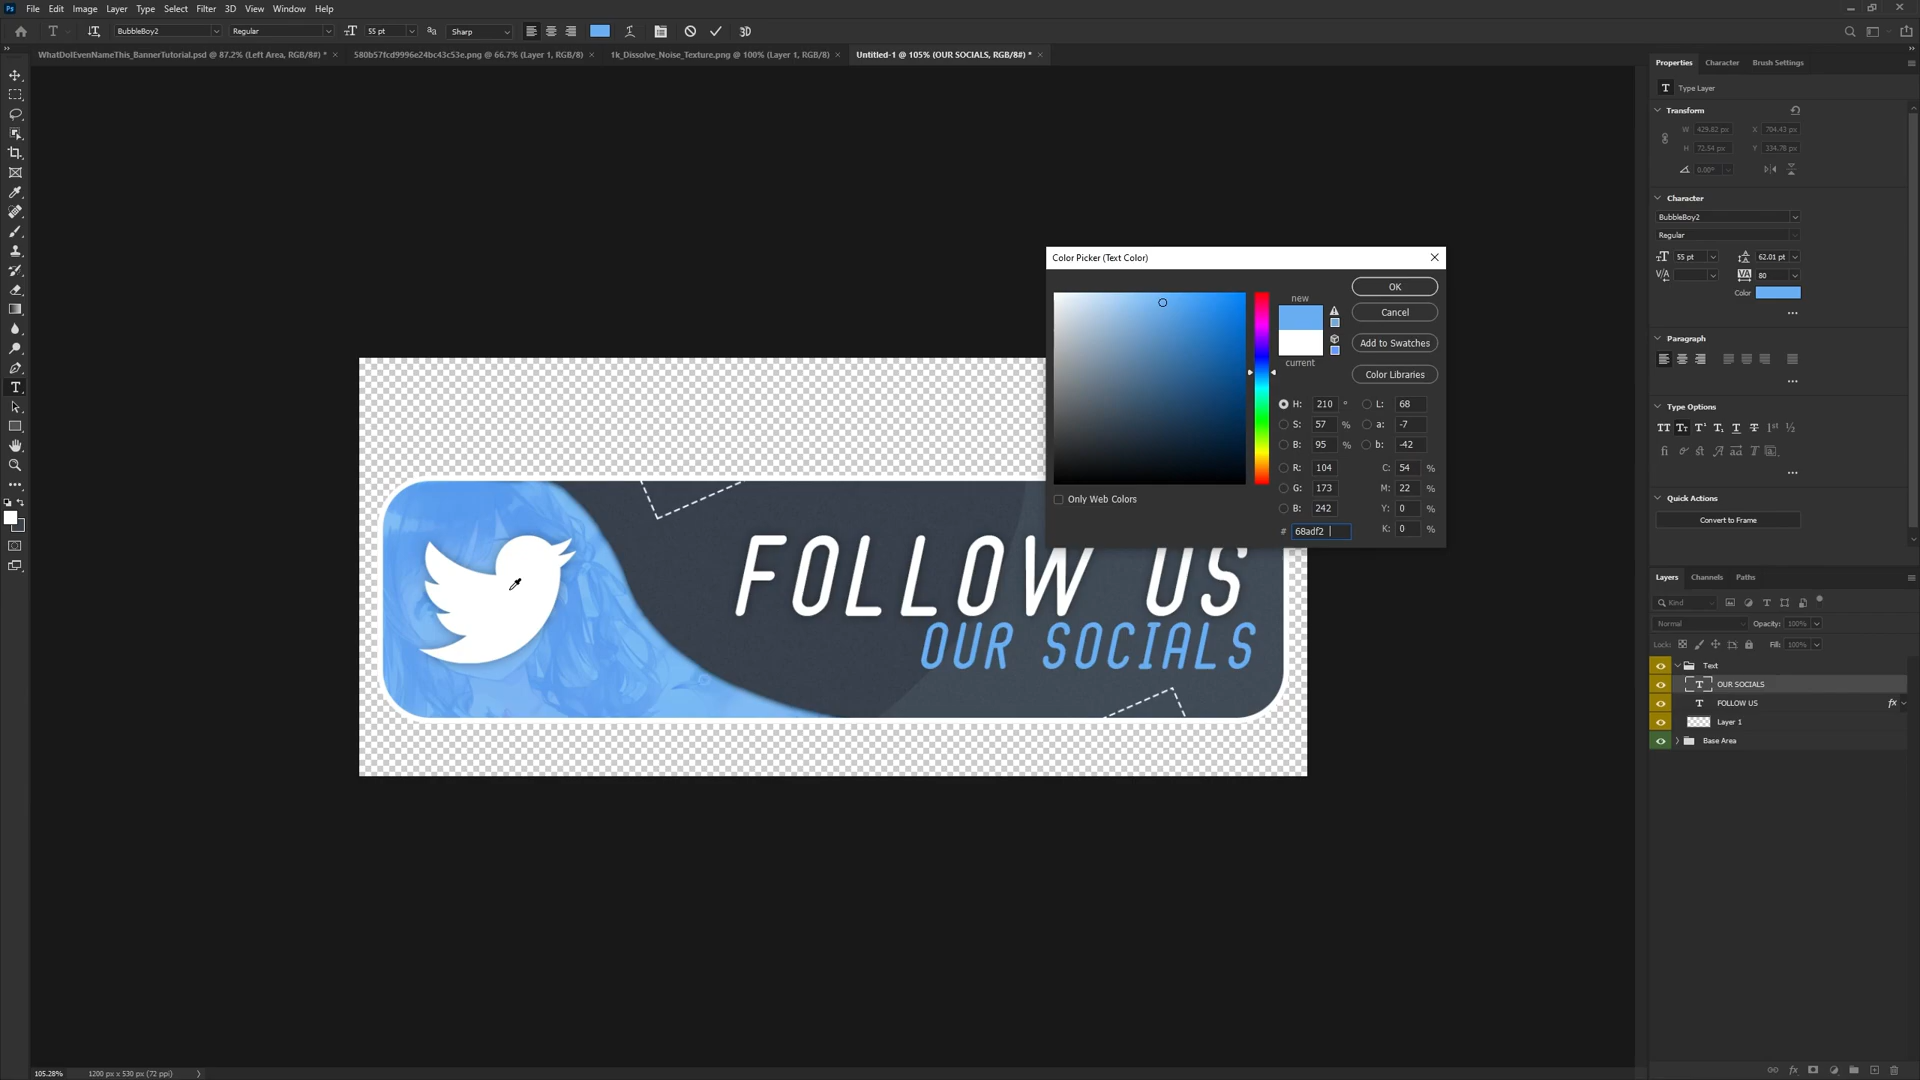 Ps File Edit Image Layer Type Select Filter 3D View Window Help
T BubbleBoy2 Regular 55 pt Sharp 3D
WhatDoIEvenNameThis_BannerTutorial.psd @ 87.2% (Left Area, RGB/8#) * × 580b57fcd9996e24bc43c53e.png @ 66.7% (Layer 1, RGB/8) × 1k_Dissolve_Noise_Texture.png @ 100% (Layer 1, RGB/8) × Untitled-1 @ 105% (OUR SOCIALS, RGB/8#) * ×
Properties Character Brush Settings
T Type Layer
Transform
W 429.82 px X 704.43 px
H 72.54 px Y 334.78 px
0.00°
Character
BubbleBoy2
Regular
55 pt 62.01 pt
80
Color
Paragraph
Type Options
Quick Actions
Convert to Frame
Color Picker (Text Color)
new
current
OK
Cancel
Add to Swatches
Color Libraries
H: 210 ° L: 68
S: 57 % a: -7
B: 95 % b: -42
R: 104 C: 54 %
G: 173 M: 22 %
B: 242 Y: 0 %
# 68adf2 K: 0 %
Only Web Colors
FOLLOW US
OUR SOCIALS
Layers Channels Paths
Kind
Normal Opacity: 100%
Lock: Fill: 100%
Text
T OUR SOCIALS
T FOLLOW US fx
Layer 1
Base Area
105.28% 1200 px x 530 px (72 ppi)